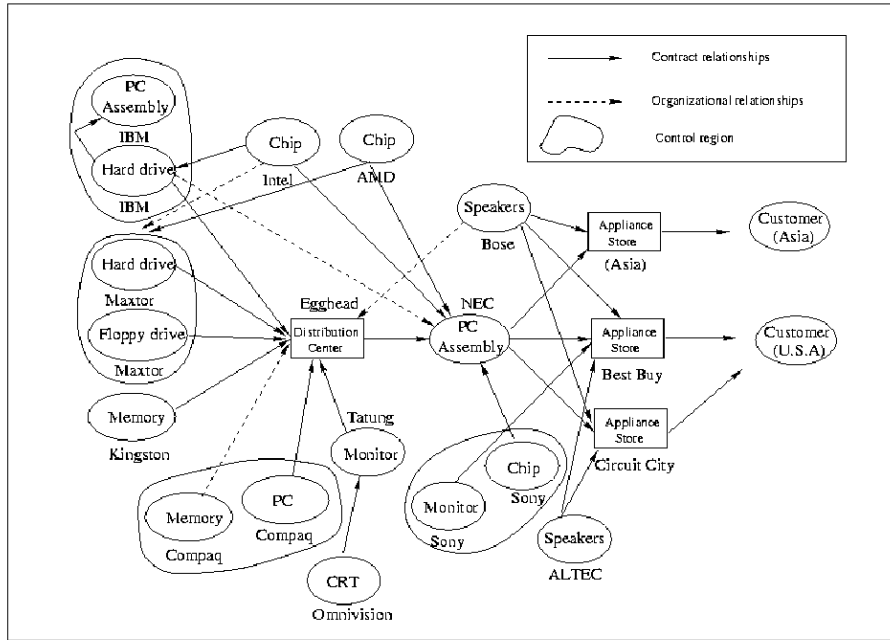 Contract relationships
Organizational relationships
Control region
PC
Assembly
IBM
Hard drive
IBM
Chip
Intel
Chip
AMD
Speakers
Bose
Appliance
Store
(Asia)
Customer
(Asia)
Hard drive
Maxtor
Floppy drive
Maxtor
Egghead
Distribution
Center
NEC
PC
Assembly
Appliance
Store
Best Buy
Customer
(U.S.A)
Memory
Kingston
Tatung
Monitor
Appliance
Store
Circuit City
Memory
Compaq
PC
Compaq
Chip
Sony
Monitor
Sony
Speakers
ALTEC
CRT
Omnivision